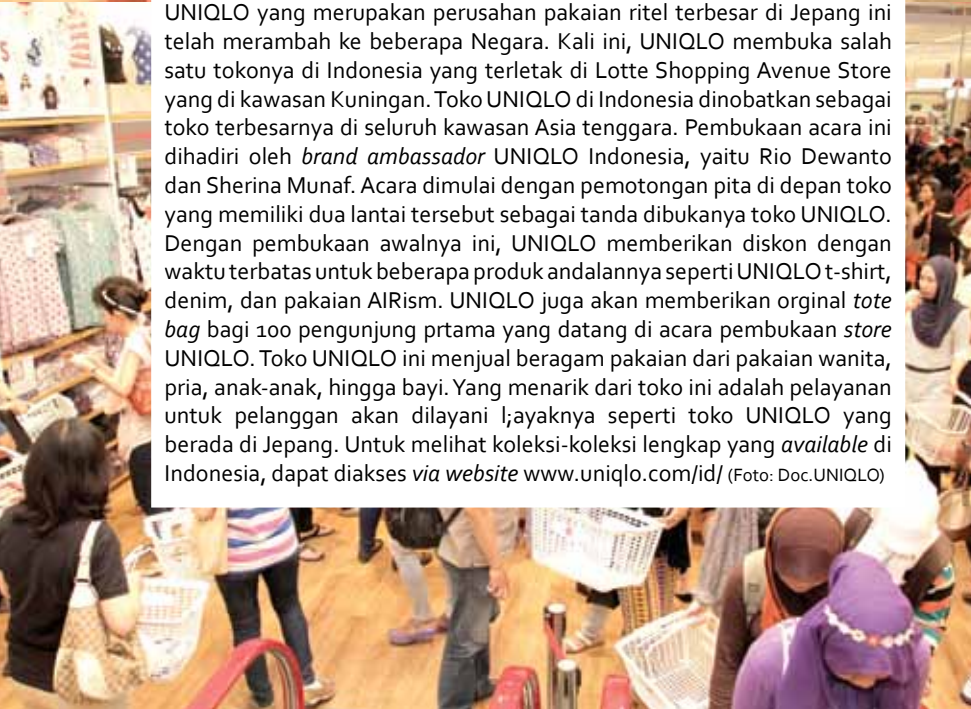 UNIQLO yang merupakan perusahan pakaian ritel terbesar di Jepang ini
telah merambah ke beberapa Negara. Kali ini, UNIQLO membuka salah
satu tokonya di Indonesia yang terletak di Lotte Shopping Avenue Store
yang di kawasan Kuningan. Toko UNIQLO di Indonesia dinobatkan sebagai
toko terbesarnya di seluruh kawasan Asia tenggara. Pembukaan acara ini
dihadiri oleh brand ambassador UNIQLO Indonesia, yaitu Rio Dewanto
dan Sherina Munaf. Acara dimulai dengan pemotongan pita di depan toko
yang memiliki dua lantai tersebut sebagai tanda dibukanya toko UNIQLO.
Dengan pembukaan awalnya ini, UNIQLO memberikan diskon dengan
waktu terbatas untuk beberapa produk andalannya seperti UNIQLO t-shirt,
denim, dan pakaian AIRism. UNIQLO juga akan memberikan orginal tote
bag bagi 100 pengunjung prtama yang datang di acara pembukaan store
UNIQLO. Toko UNIQLO ini menjual beragam pakaian dari pakaian wanita,
pria, anak-anak, hingga bayi. Yang menarik dari toko ini adalah pelayanan
untuk pelanggan akan dilayani l;ayaknya seperti toko UNIQLO yang
berada di Jepang. Untuk melihat koleksi-koleksi lengkap yang available di
Indonesia, dapat diakses via website www.uniqlo.com/id/ (Foto: Doc.UNIQLO)